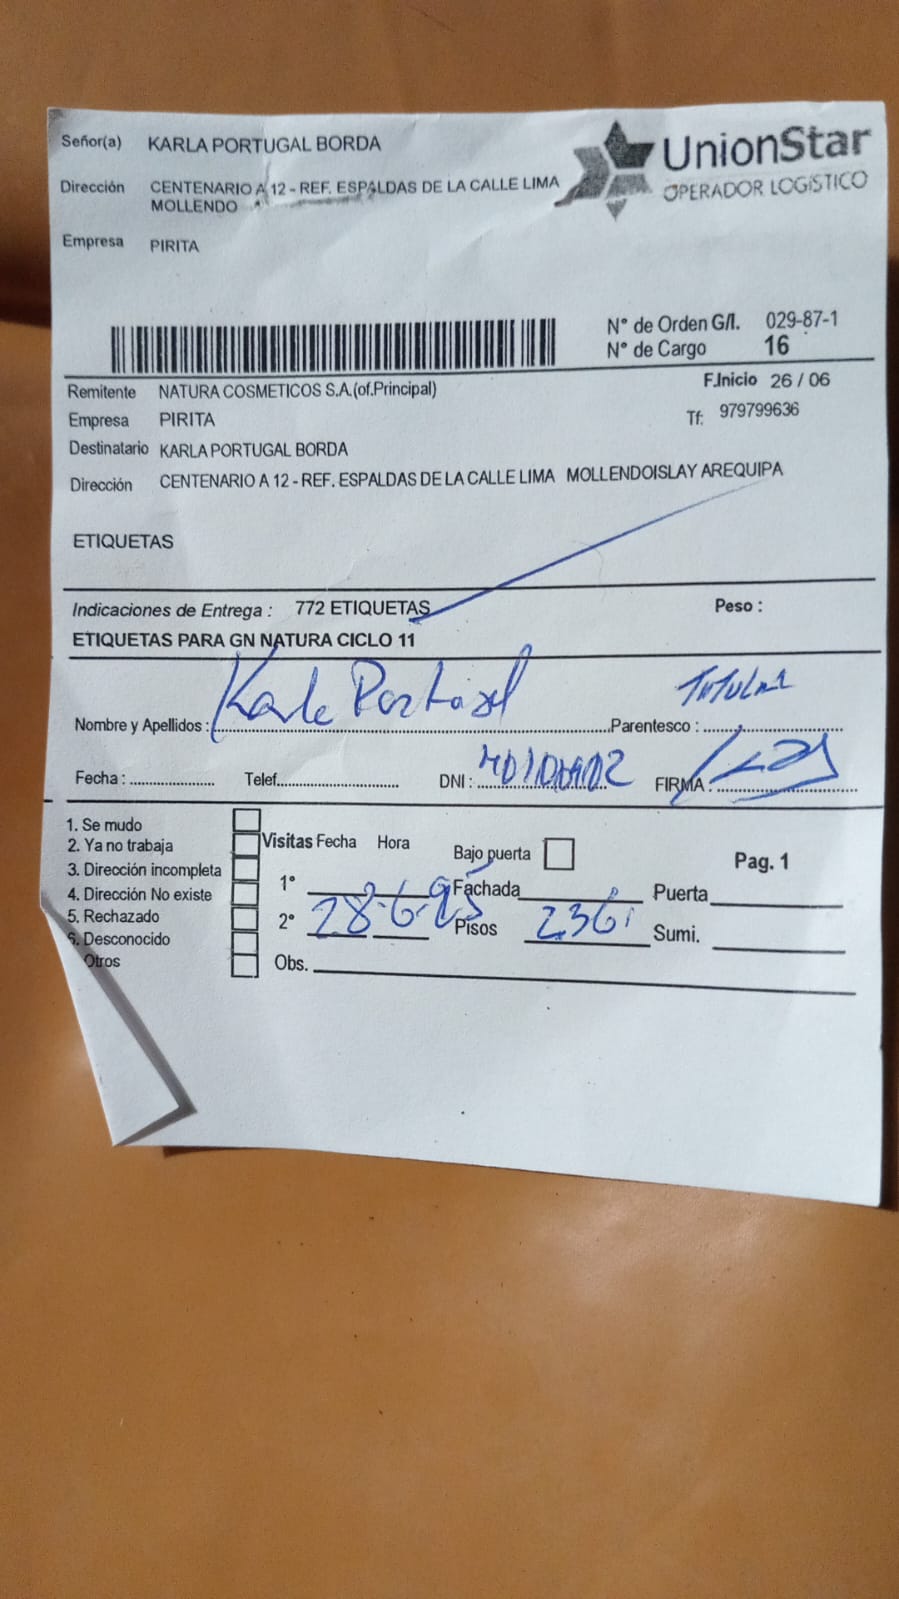 Señor(a) KARLA PORTUGAL BORDA
UnionStar
OPERADOR LOGÍSTICO
Dirección CENTENARIO A 12 - REF. ESPALDAS DE LA CALLE LIMA
MOLLENDO
Empresa PIRITA
N° de Orden G/I. 029-87-1
N° de Cargo 16
Remitente NATURA COSMETICOS S.A.(of.Principal)
F.Inicio 26 / 06
Empresa PIRITA
Tf: 979799636
Destinatario KARLA PORTUGAL BORDA
Dirección CENTENARIO A 12 - REF. ESPALDAS DE LA CALLE LIMA MOLLENDOISLAY AREQUIPA
ETIQUETAS
Indicaciones de Entrega : 772 ETIQUETAS Peso :
ETIQUETAS PARA GN NATURA CICLO 11
Nombre y Apellidos : Karla Portugal Parentesco : Titular
Fecha : Telef. DNI : FIRMA :
1. Se mudo
2. Ya no trabaja Visitas Fecha Hora Bajo puerta Pag. 1
3. Dirección incompleta
4. Dirección No existe 1° Fachada Puerta
5. Rechazado 2° 28-6-25 Pisos 236 Sumi.
6. Desconocido
Otros Obs.